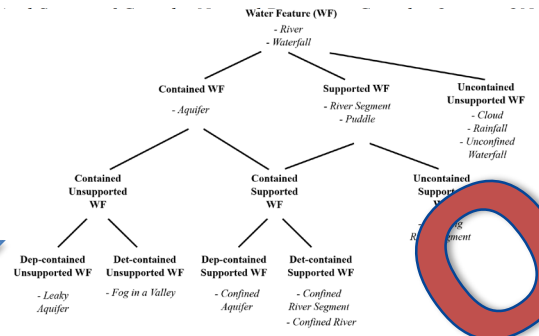 Water Feature (WF)
- River
- Waterfall
Contained WF
- Aquifer
Supported WF
- River Segment
- Puddle
Uncontained
Unsupported WF
- Cloud
- Rainfall
- Unconfined
Waterfall
Contained
Unsupported
WF
Contained
Supported
WF
Uncontained
Dep-contained
Unsupported WF
- Leaky
Aquifer
Det-contained
Unsupported WF
- Fog in a Valley
Dep-contained
Supported WF
- Confined
Aquifer
Det-contained
Supported WF
- Confined
River Segment
- Confined River